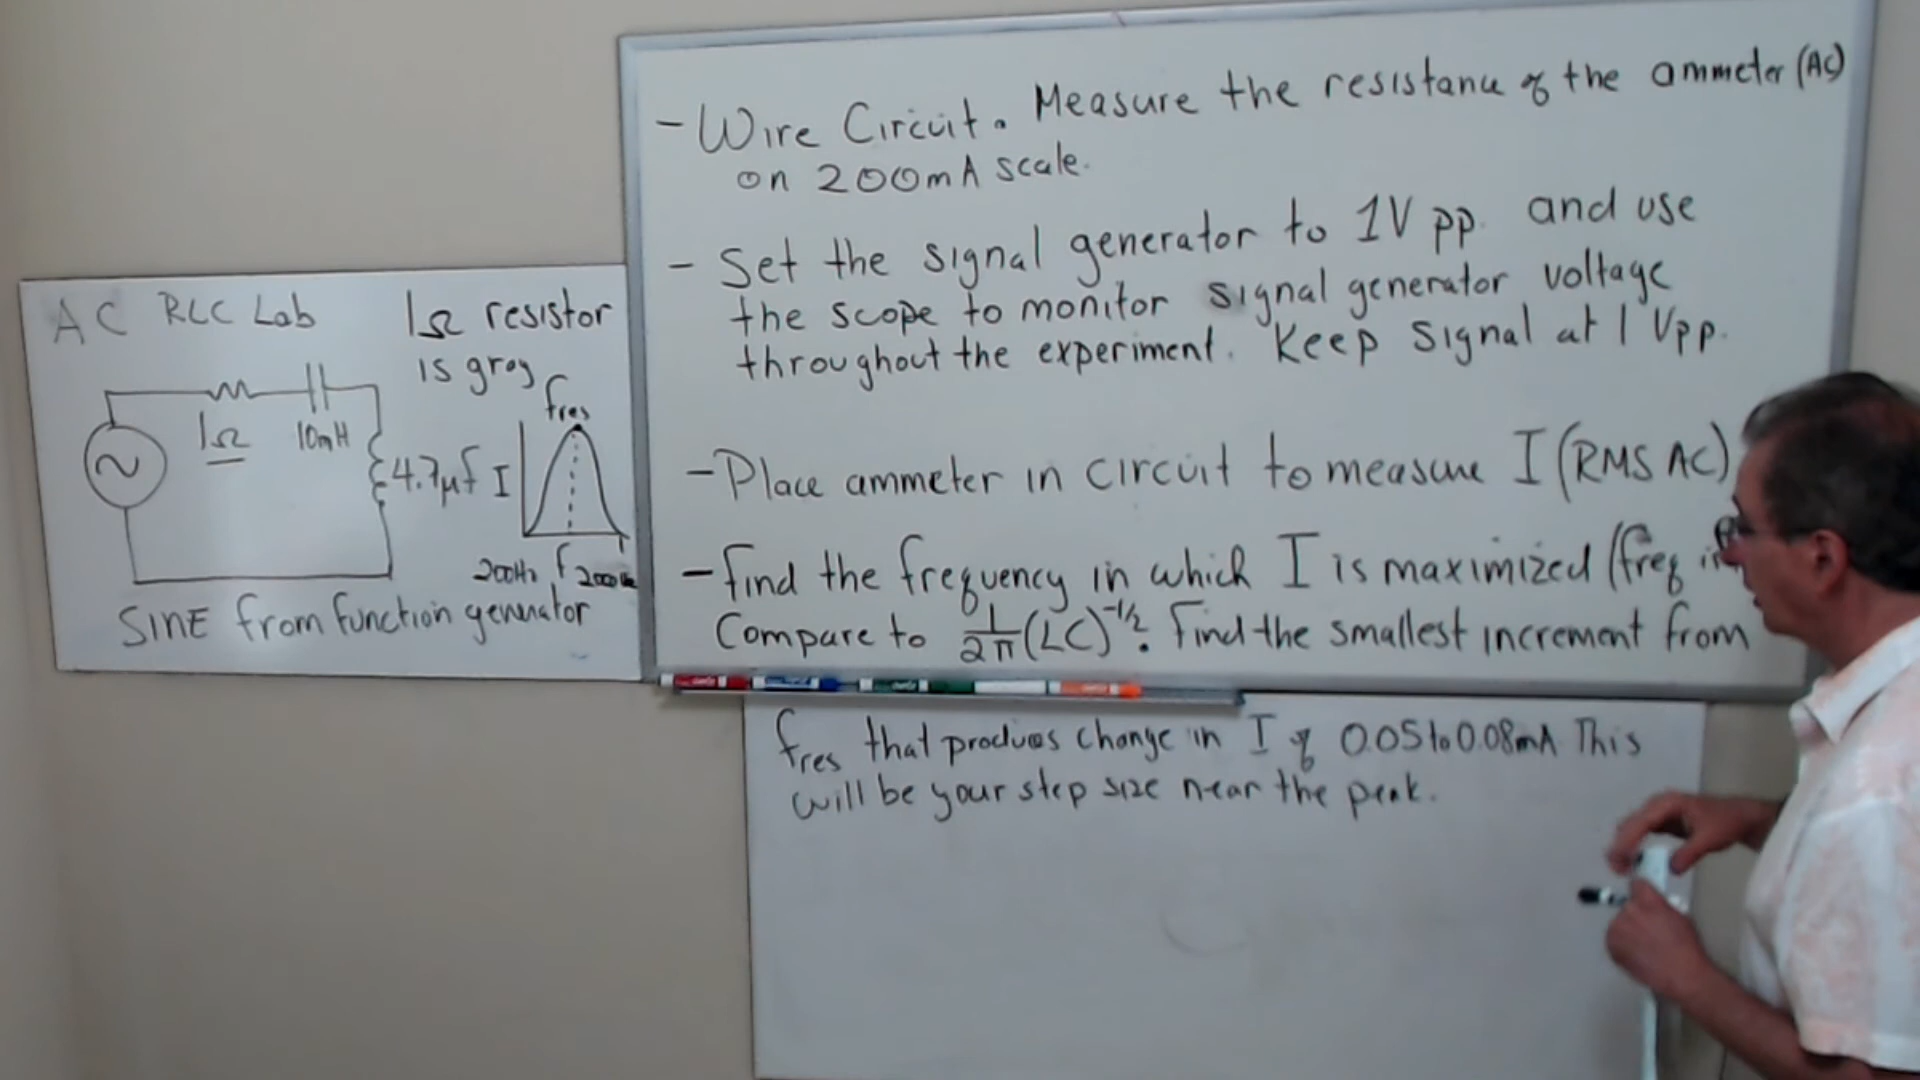 AC RLC Lab
1Ω resistor
is gray
1Ω
10mH
4.7μf
I
fres
200Hz f
SINE from function generator
- Wire Circuit. Measure the resistance of the ammeter (AC)
on 200mA scale.
- Set the signal generator to 1V pp. and use
the scope to monitor signal generator voltage
throughout the experiment. Keep signal at 1 Vpp.
- Place ammeter in circuit to measure I (RMS AC)
- Find the frequency in which I is maximized (freq
Compare to 1/2π (LC)^-1/2. Find the smallest increment from
fres that produces change in I of 0.05 to 0.08mA This
will be your step size near the peak.